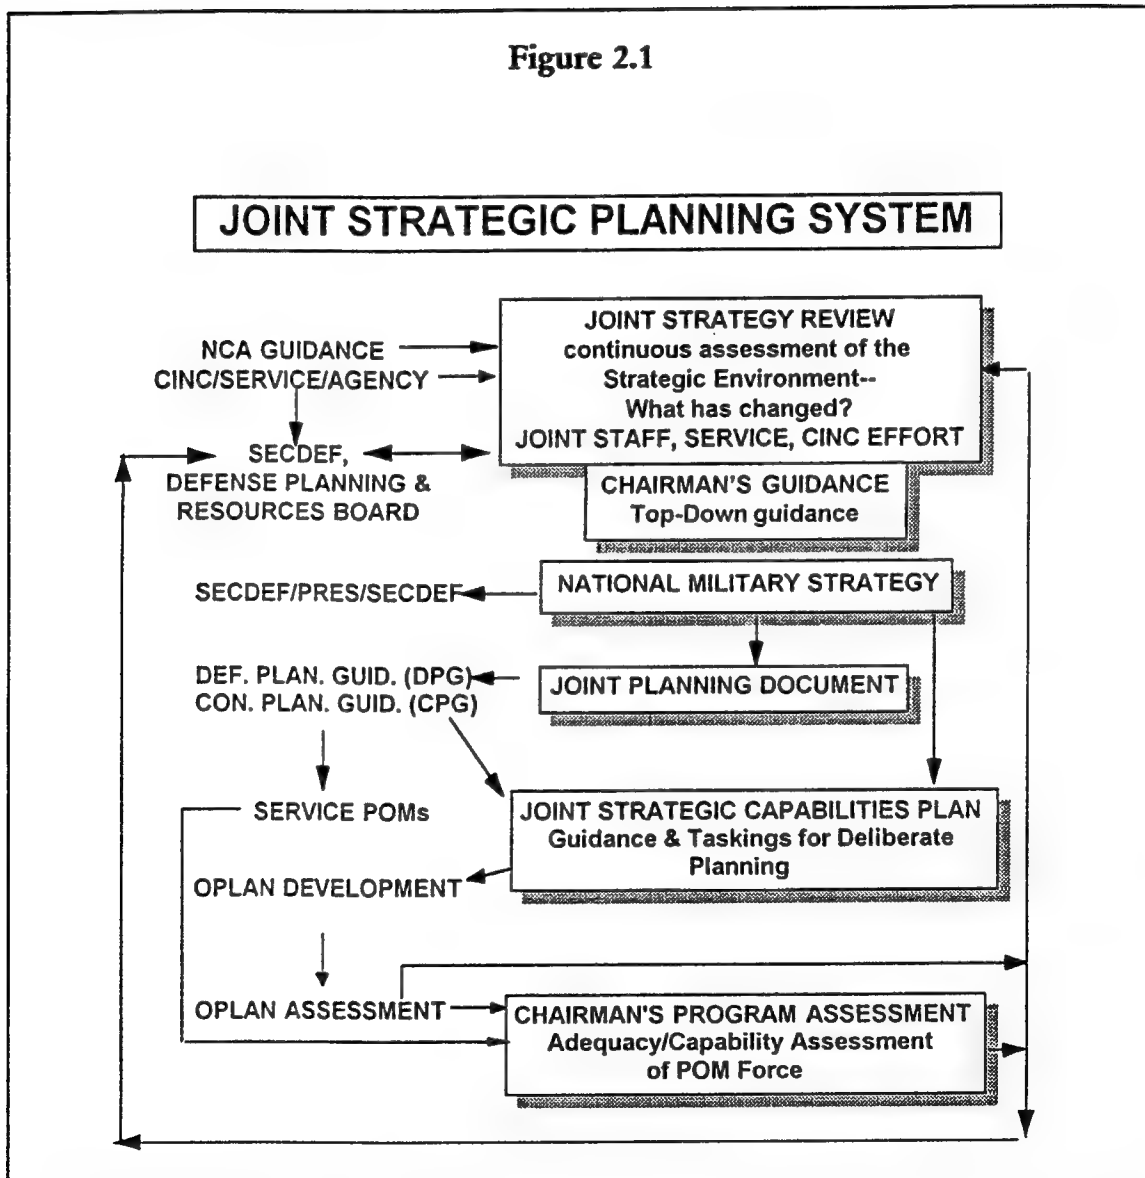 Figure 2.1
JOINT STRATEGIC PLANNING SYSTEM
NCA GUIDANCE
CINC/SERVICE/AGENCY
JOINT STRATEGY REVIEW
continuous assessment of the
Strategic Environment--
What has changed?
JOINT STAFF, SERVICE, CINC EFFORT
SECDEF,
DEFENSE PLANNING &
RESOURCES BOARD
CHAIRMAN'S GUIDANCE
Top-Down guidance
SECDEF/PRES/SECDEF
NATIONAL MILITARY STRATEGY
DEF. PLAN. GUID. (DPG)
CON. PLAN. GUID. (CPG)
JOINT PLANNING DOCUMENT
SERVICE POMs
JOINT STRATEGIC CAPABILITIES PLAN
Guidance & Taskings for Deliberate
Planning
OPLAN DEVELOPMENT
OPLAN ASSESSMENT
CHAIRMAN'S PROGRAM ASSESSMENT
Adequacy/Capability Assessment
of POM Force